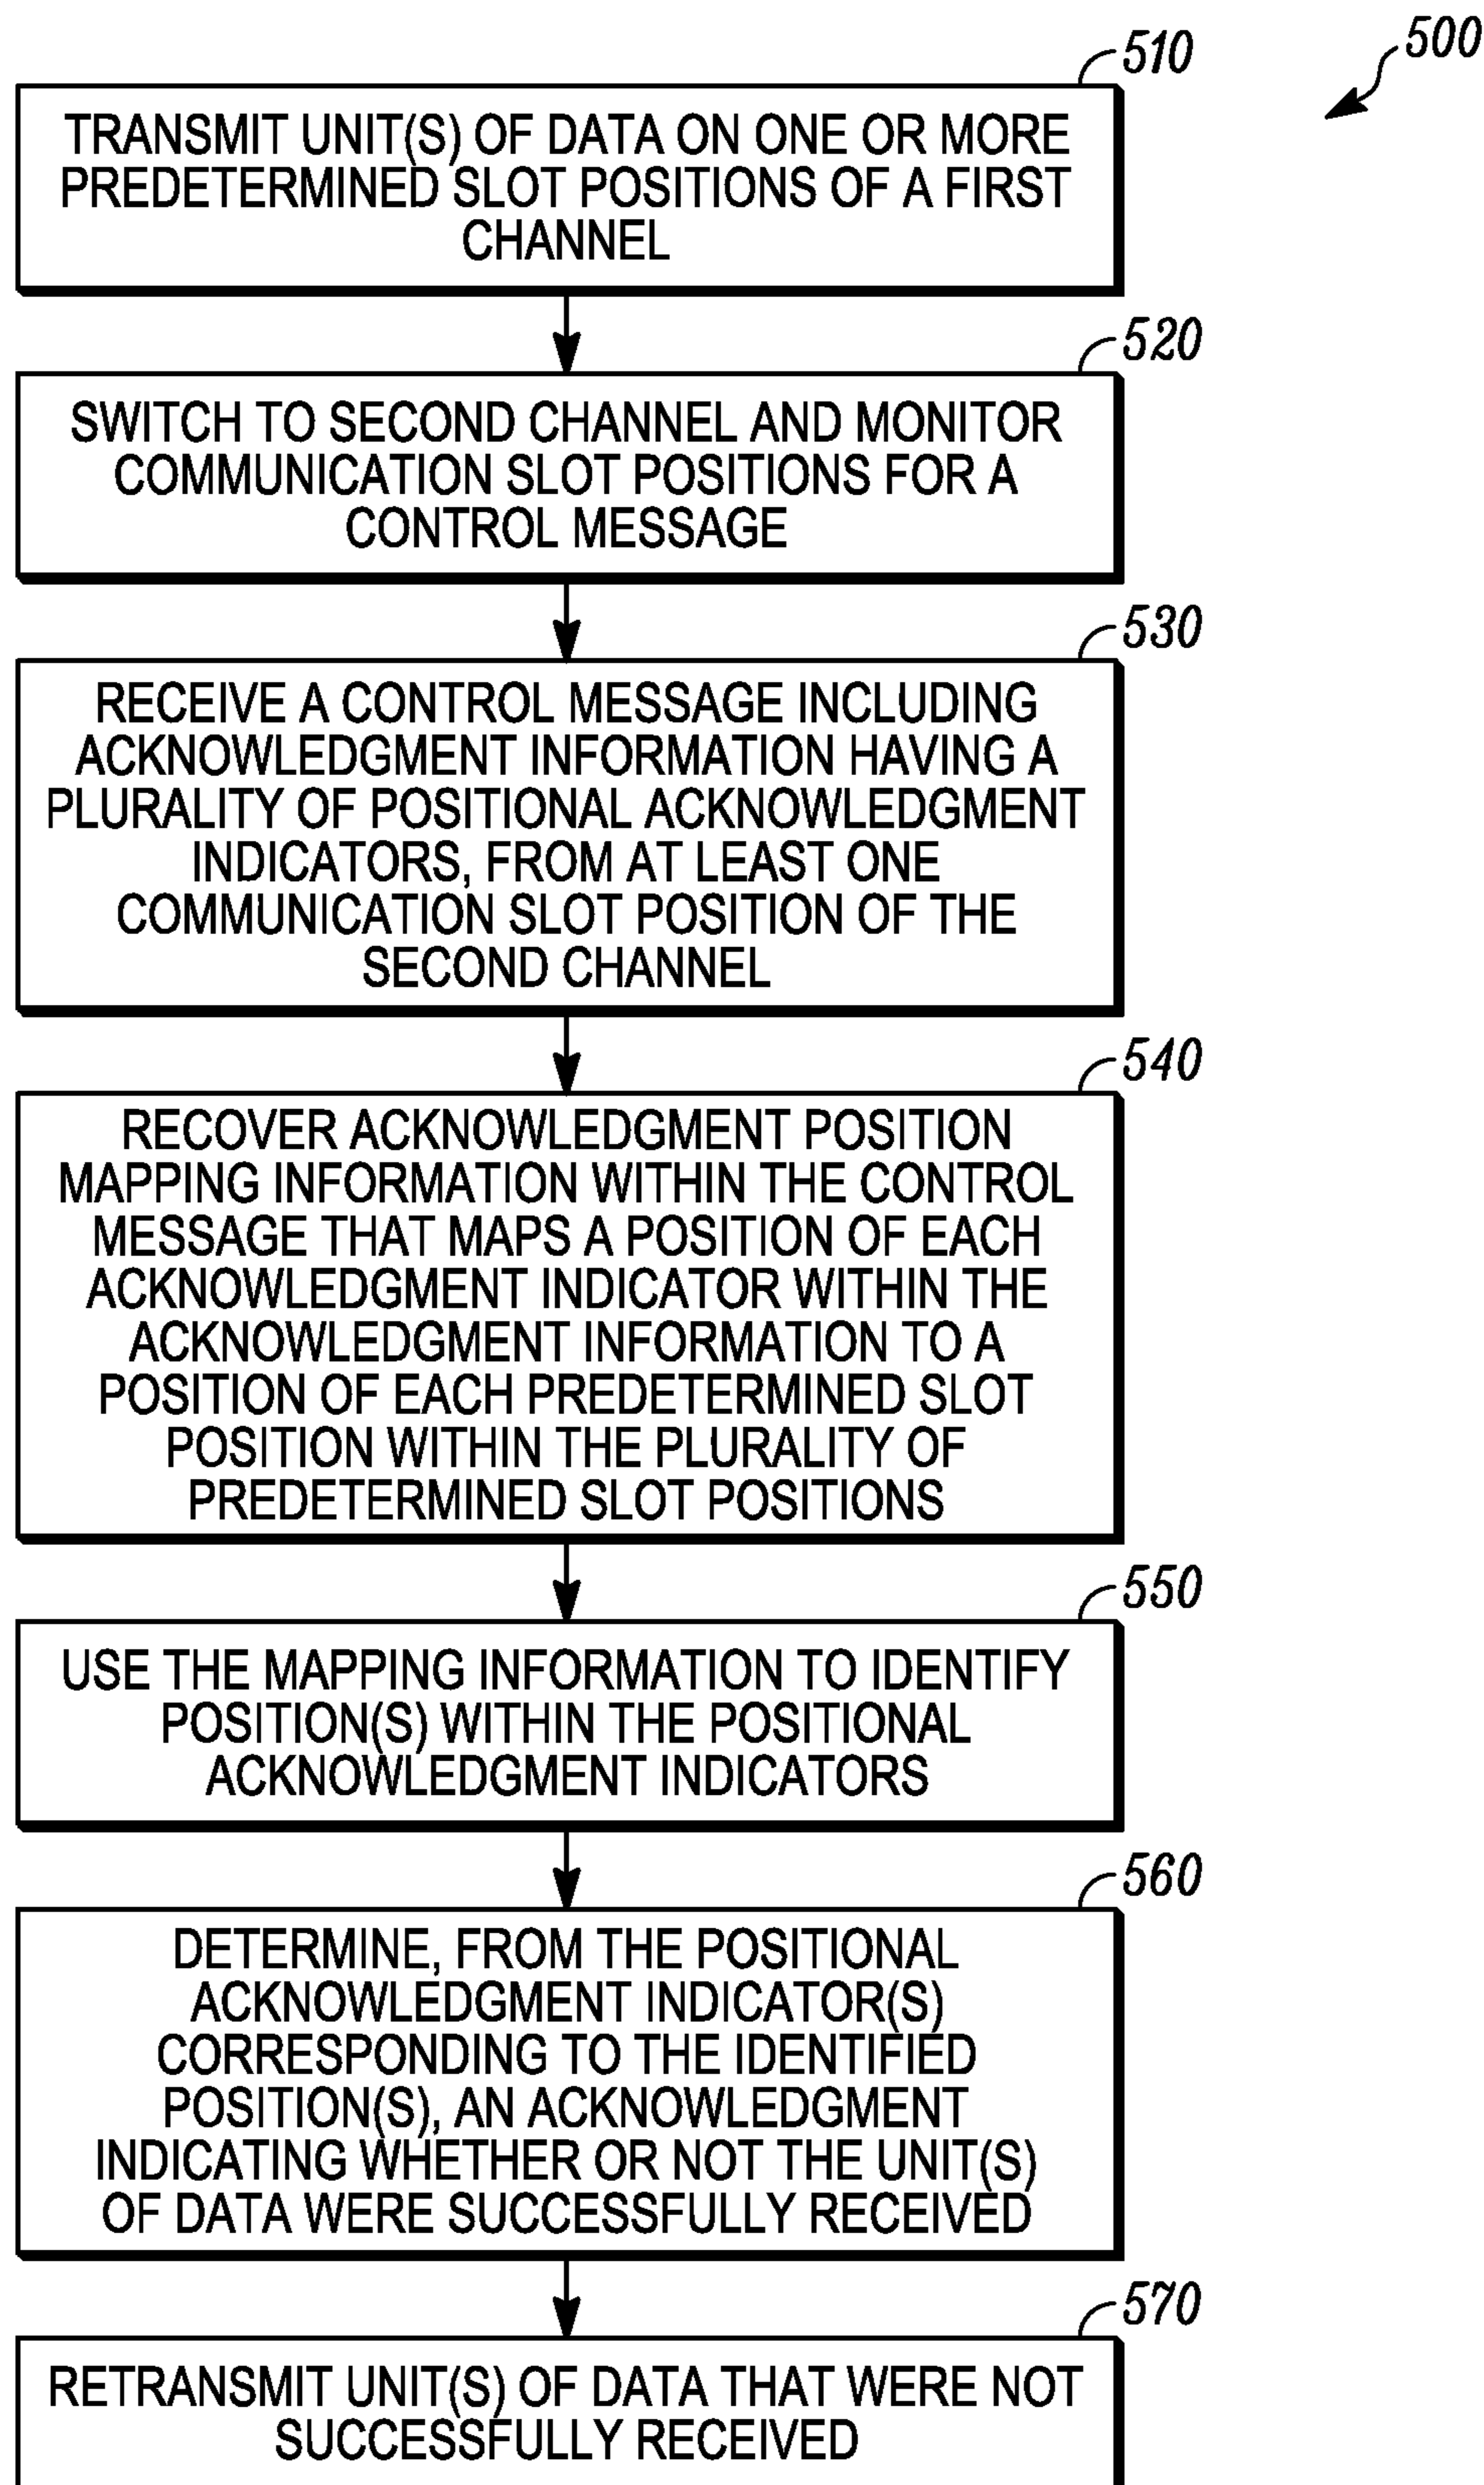 500
510
TRANSMIT UNIT(S) OF DATA ON ONE OR MORE
PREDETERMINED SLOT POSITIONS OF A FIRST
CHANNEL
520
SWITCH TO SECOND CHANNEL AND MONITOR
COMMUNICATION SLOT POSITIONS FOR A
CONTROL MESSAGE
530
RECEIVE A CONTROL MESSAGE INCLUDING
ACKNOWLEDGMENT INFORMATION HAVING A
PLURALITY OF POSITIONAL ACKNOWLEDGMENT
INDICATORS, FROM AT LEAST ONE
COMMUNICATION SLOT POSITION OF THE
SECOND CHANNEL
540
RECOVER ACKNOWLEDGMENT POSITION
MAPPING INFORMATION WITHIN THE CONTROL
MESSAGE THAT MAPS A POSITION OF EACH
ACKNOWLEDGMENT INDICATOR WITHIN THE
ACKNOWLEDGMENT INFORMATION TO A
POSITION OF EACH PREDETERMINED SLOT
POSITION WITHIN THE PLURALITY OF
PREDETERMINED SLOT POSITIONS
550
USE THE MAPPING INFORMATION TO IDENTIFY
POSITION(S) WITHIN THE POSITIONAL
ACKNOWLEDGMENT INDICATORS
560
DETERMINE, FROM THE POSITIONAL
ACKNOWLEDGMENT INDICATOR(S)
CORRESPONDING TO THE IDENTIFIED
POSITION(S), AN ACKNOWLEDGMENT
INDICATING WHETHER OR NOT THE UNIT(S)
OF DATA WERE SUCCESSFULLY RECEIVED
570
RETRANSMIT UNIT(S) OF DATA THAT WERE NOT
SUCCESSFULLY RECEIVED